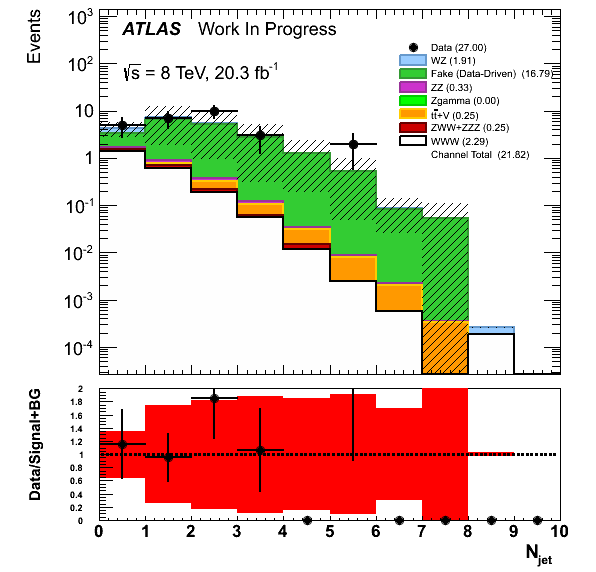 Events
10³
10²
10
1
10⁻¹
10⁻²
10⁻³
10⁻⁴
ATLAS Work In Progress
√s = 8 TeV, 20.3 fb⁻¹
Data (27.00)
WZ (1.91)
Fake (Data-Driven) (16.79)
ZZ (0.33)
Zgamma (0.00)
tt̄+V (0.25)
ZWW+ZZZ (0.25)
WWW (2.29)
Channel Total (21.82)
Data/Signal+BG
2
1.8
1.6
1.4
1.2
1
0.8
0.6
0.4
0.2
0
0 1 2 3 4 5 6 7 8 9 10
N_jet